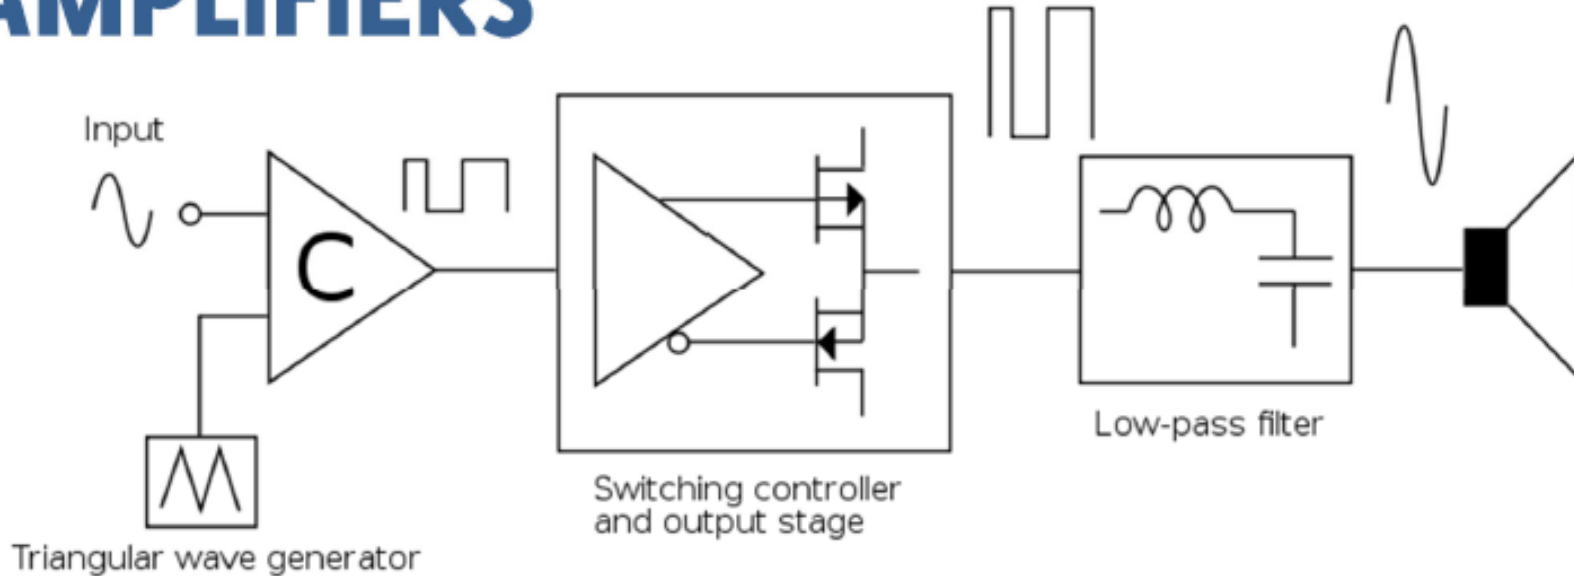 AMPLIFIERS
Input
C
Switching controller
and output stage
Low-pass filter
Triangular wave generator